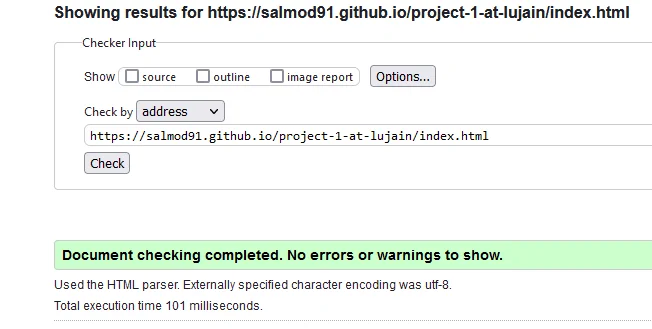 Showing results for https://salmod91.github.io/project-1-at-lujain/index.html
Checker Input
Show source outline image report Options...
Check by address
https://salmod91.github.io/project-1-at-lujain/index.html
Check
Document checking completed. No errors or warnings to show.
Used the HTML parser. Externally specified character encoding was utf-8.
Total execution time 101 milliseconds.